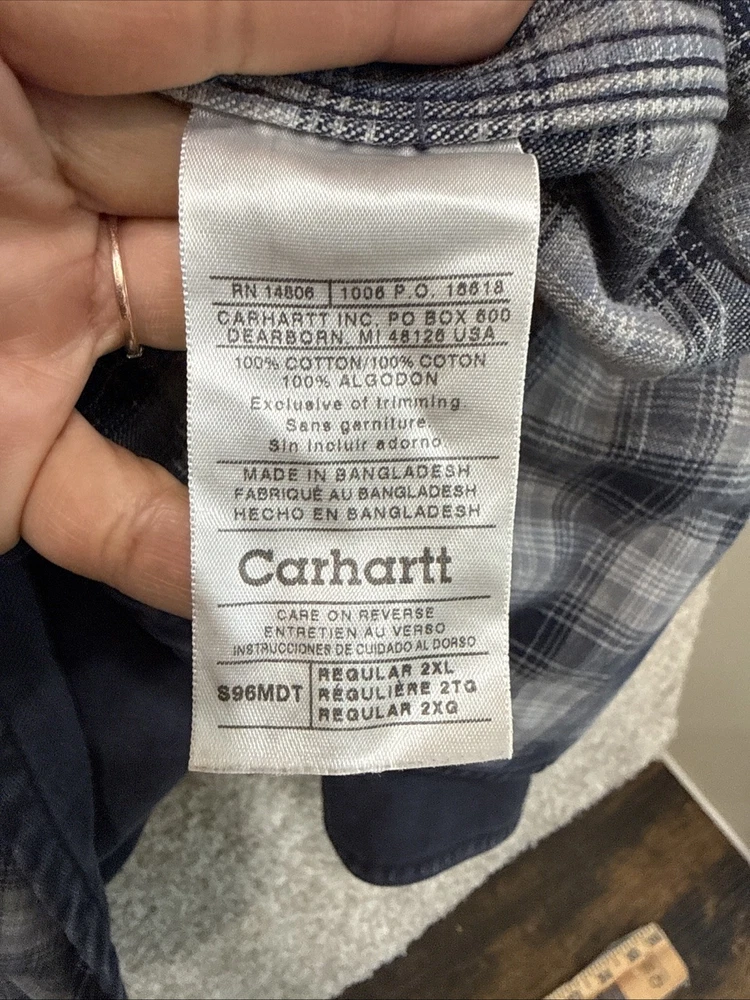 RN 14806 1006 P.O. 16618
CARHARTT INC. PO BOX 600
DEARBORN, MI 48126 USA
100% COTTON/100% COTON
100% ALGODON
Exclusive of trimming.
Sans garniture.
Sin incluir adorno.
MADE IN BANGLADESH
FABRIQUÉ AU BANGLADESH
HECHO EN BANGLADESH
Carhartt
CARE ON REVERSE
ENTRETIEN AU VERSO
INSTRUCCIONES DE CUIDADO AL DORSO
S96MDT
REGULAR 2XL
RÉGULIÈRE 2TG
REGULAR 2XG